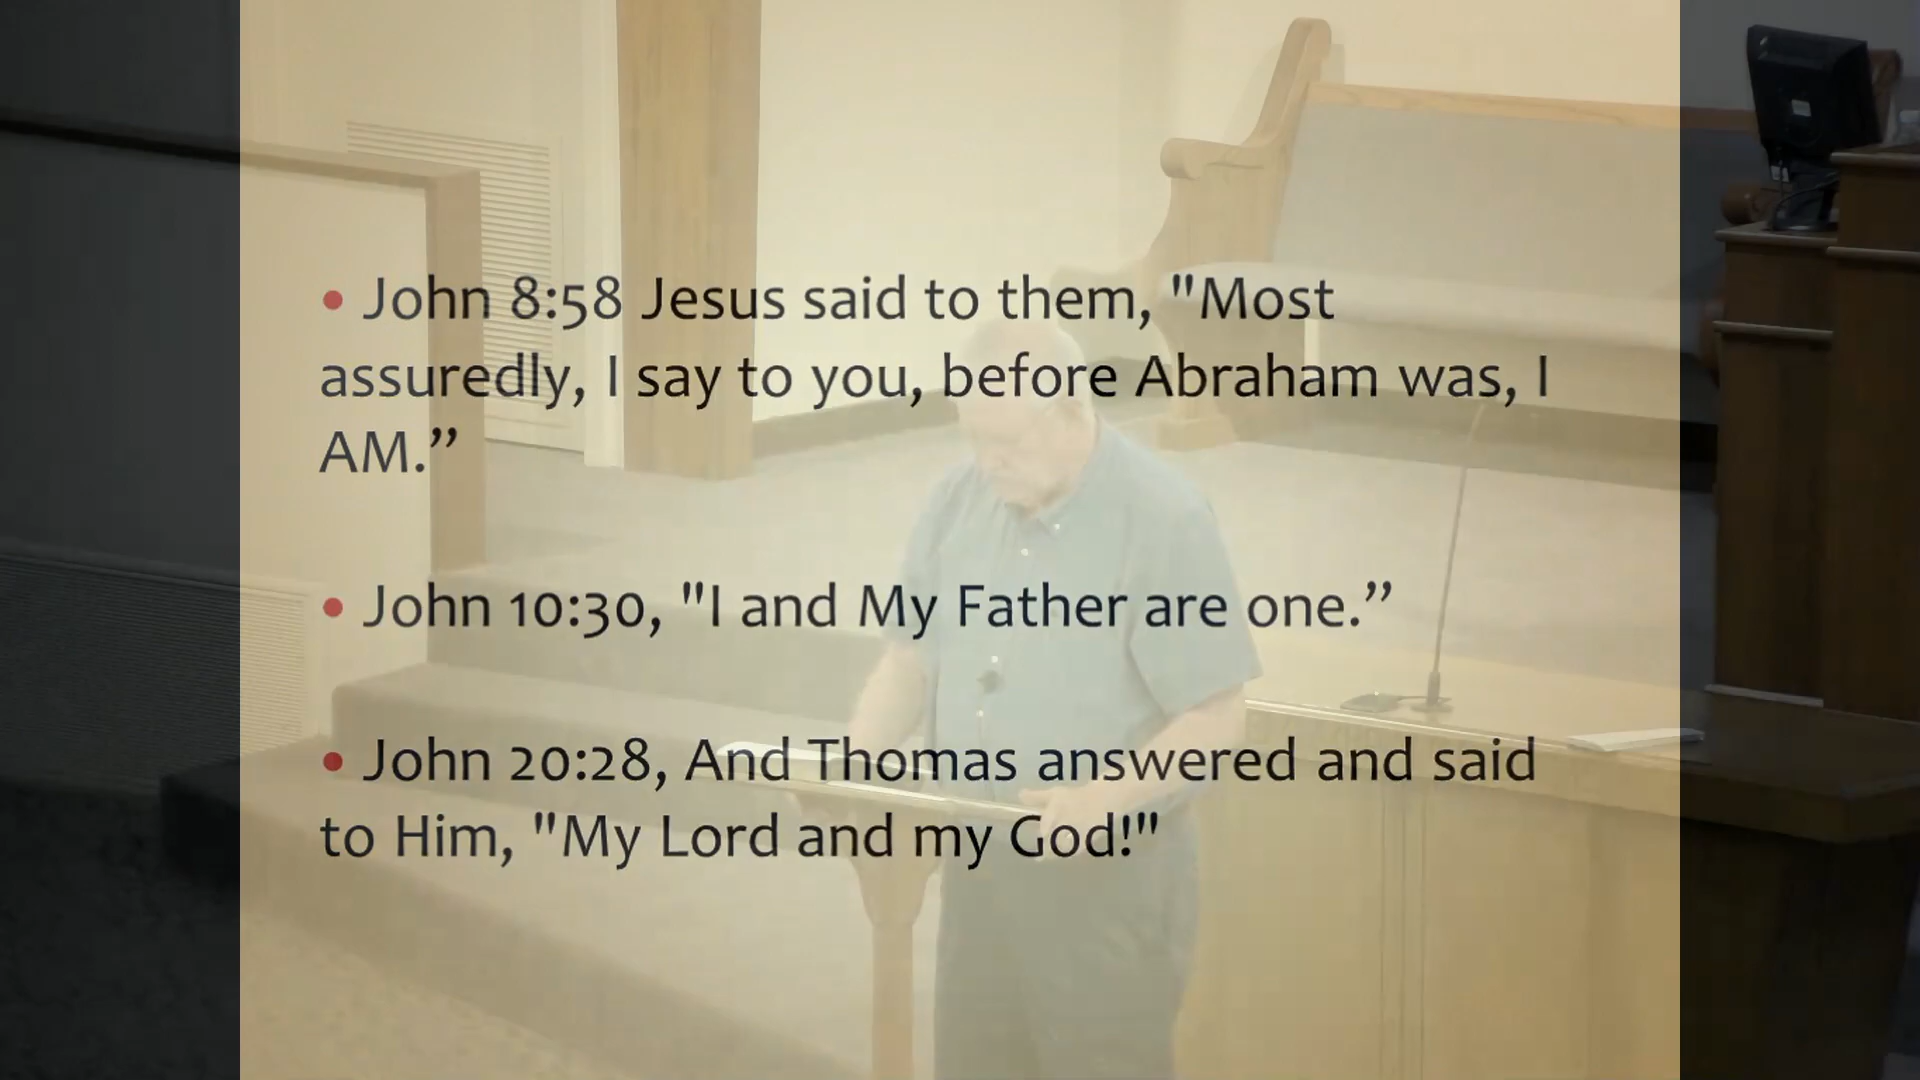 • John 8:58 Jesus said to them, "Most
assuredly, I say to you, before Abraham was, I
AM.”
• John 10:30, "I and My Father are one.”
• John 20:28, And Thomas answered and said
to Him, "My Lord and my God!"